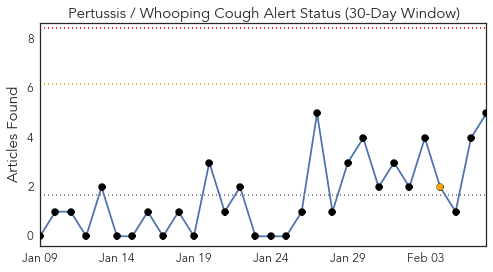 Pertussis / Whooping Cough Alert Status (30-Day Window)
Articles Found
8
6
4
2
0
Jan 09 Jan 14 Jan 19 Jan 24 Jan 29 Feb 03